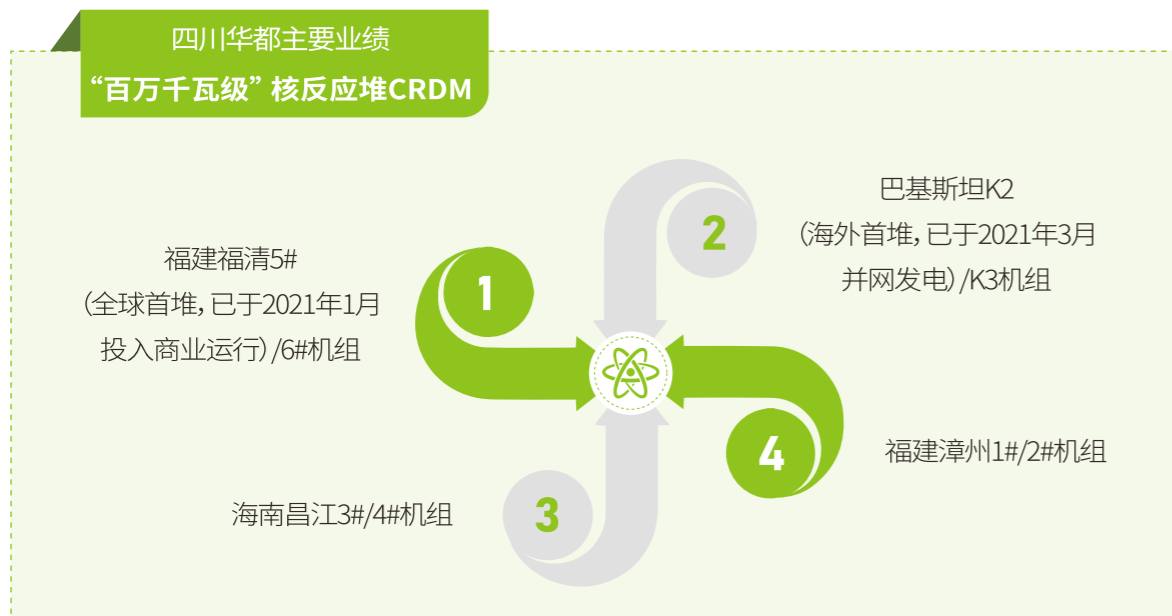 四川华都主要业绩
“百万千瓦级”核反应堆CRDM
1
福建福清5#
（全球首堆，已于2021年1月
投入商业运行）/6#机组
2
巴基斯坦K2
（海外首堆，已于2021年3月
并网发电）/K3机组
3
海南昌江3#/4#机组
4
福建漳州1#/2#机组